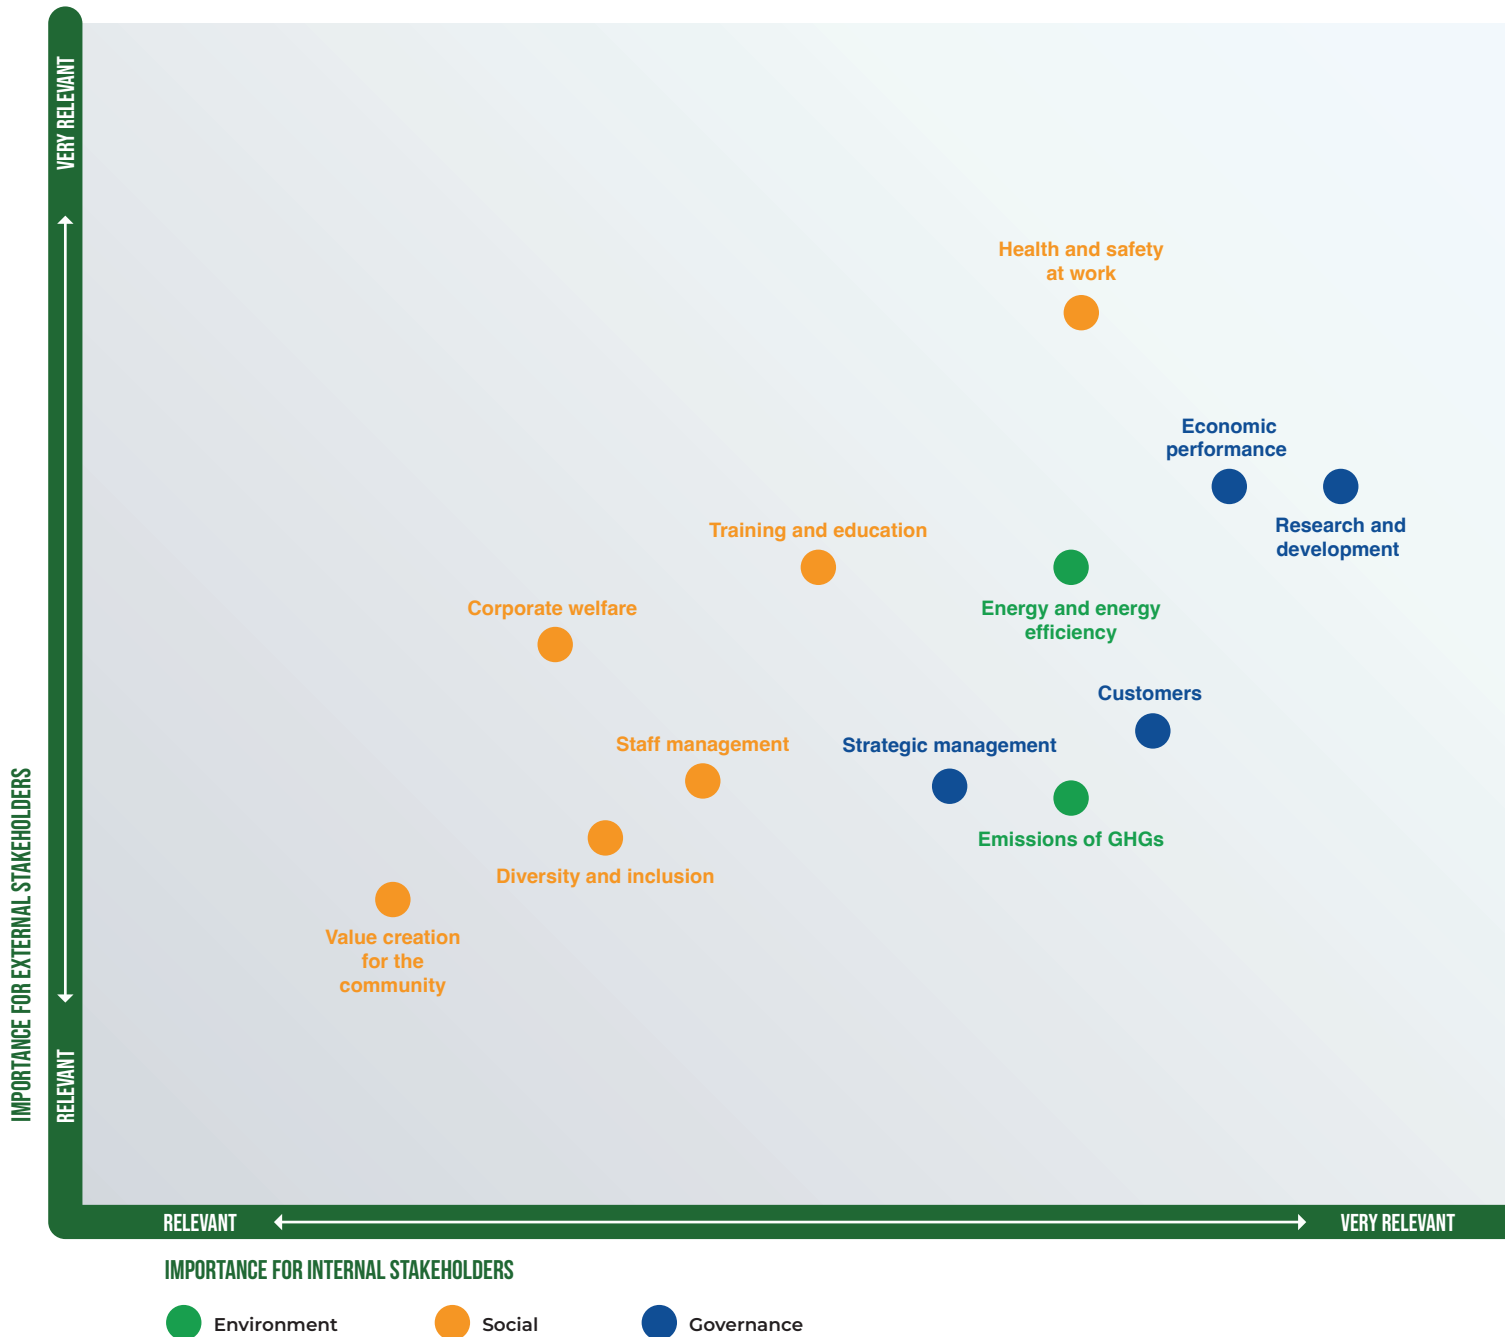 VERY RELEVANT
Health and safety
at work
Economic
performance
Research and
development
Training and education
Energy and energy
efficiency
Corporate welfare
Customers
Staff management
Strategic management
Emissions of GHGs
Diversity and inclusion
Value creation
for the
community
IMPORTANCE FOR EXTERNAL STAKEHOLDERS
RELEVANT
RELEVANT
VERY RELEVANT
IMPORTANCE FOR INTERNAL STAKEHOLDERS
Environment
Social
Governance